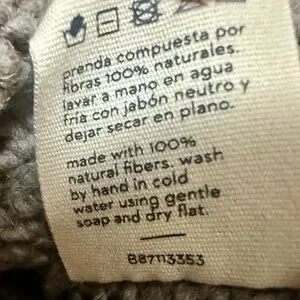 prenda compuesta por
fibras 100% naturales.
lavar a mano en agua
fría con jabón neutro y
dejar secar en plano.
made with 100%
natural fibers. wash
by hand in cold
water using gentle
soap and dry flat.
B87113353